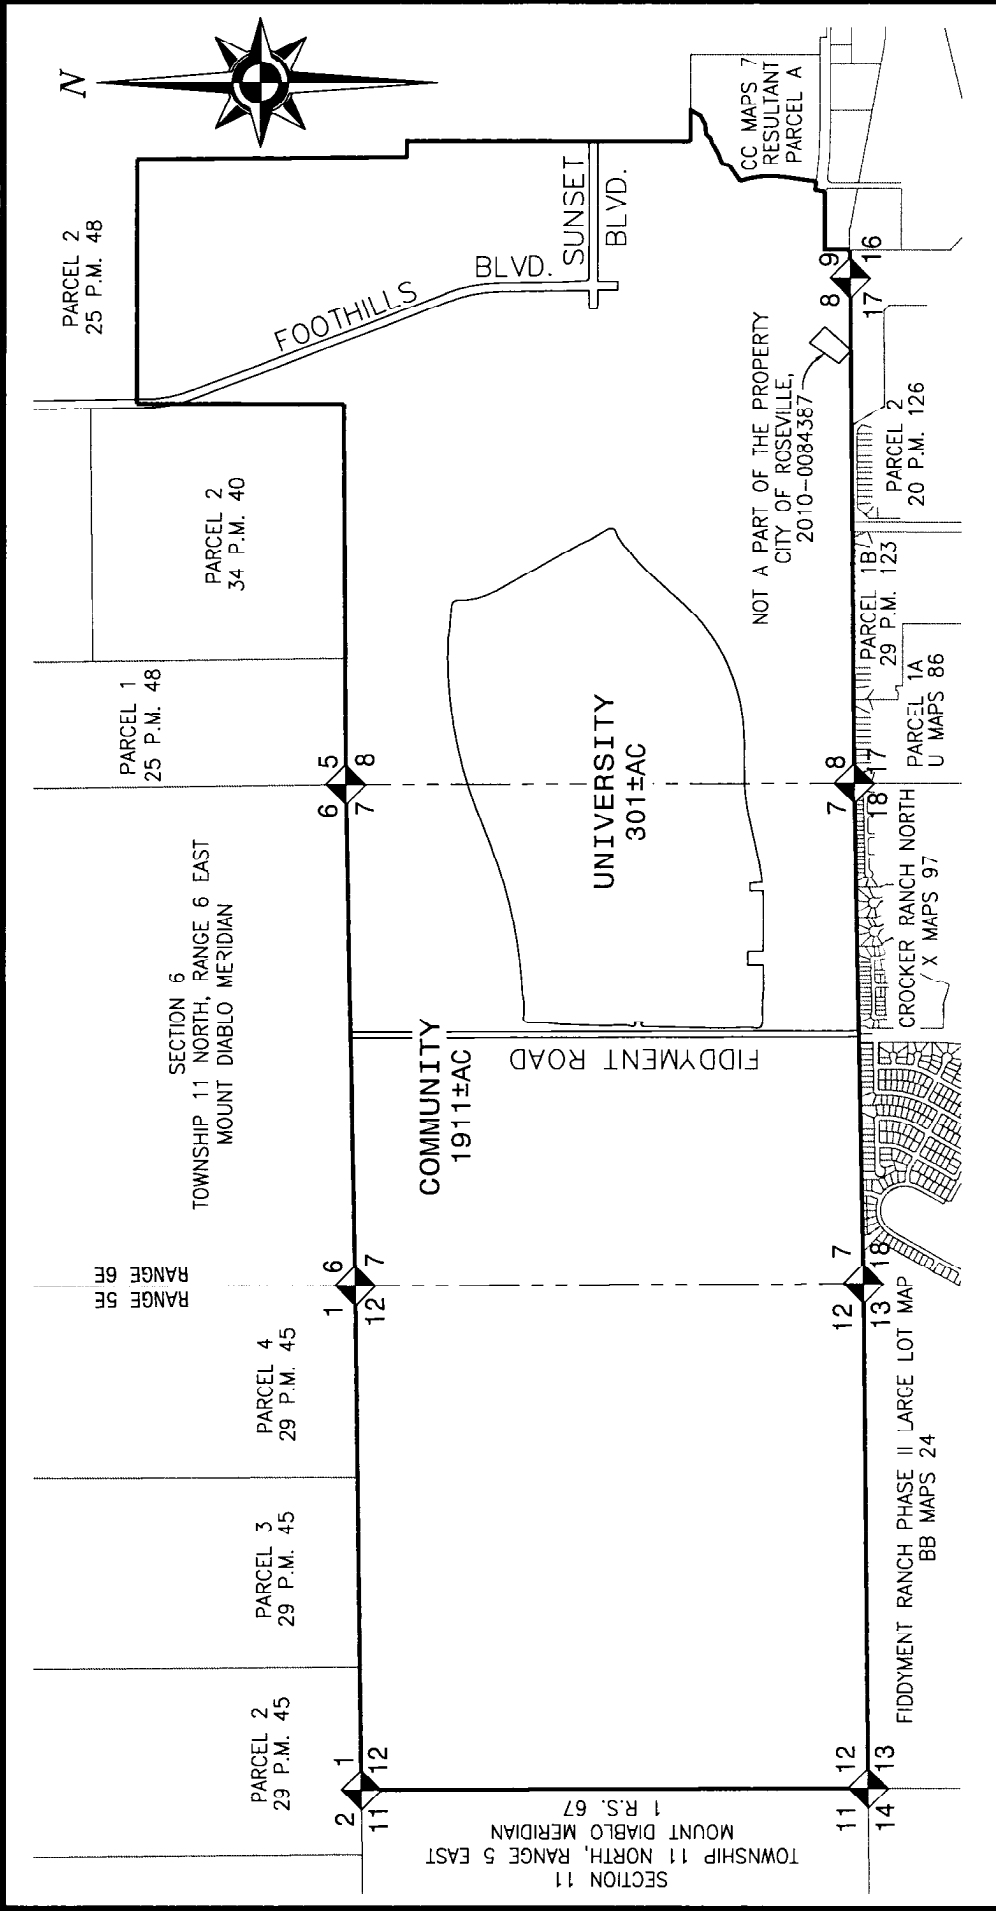 N
SECTION 11
TOWNSHIP 11 NORTH, RANGE 5 EAST
MOUNT DIABLO MERIDIAN
1 R.S. 67
PARCEL 2
29 P.M. 45
PARCEL 3
29 P.M. 45
PARCEL 4
29 P.M. 45
RANGE 5E
RANGE 6E
SECTION 6
TOWNSHIP 11 NORTH, RANGE 6 EAST
MOUNT DIABLO MERIDIAN
PARCEL 1
25 P.M. 48
PARCEL 2
34 P.M. 40
PARCEL 2
25 P.M. 48
2 1
11 12
1 6
12 7
6 5
7 8
COMMUNITY
1911±AC
FIDDYMENT ROAD
UNIVERSITY
301±AC
FOOTHILLS
BLVD.
SUNSET
BLVD.
CC MAPS 7
RESULTANT
PARCEL A
NOT A PART OF THE PROPERTY
CITY OF ROSEVILLE,
2010-0084387
11 12
14 13
12 7
13 18
7 8
18 17
8 9
17 16
FIDDYMENT RANCH PHASE II LARGE LOT MAP
BB MAPS 24
CROCKER RANCH NORTH
X MAPS 97
PARCEL 1A
U MAPS 86
PARCEL 1B
29 P.M. 123
PARCEL 2
20 P.M. 126